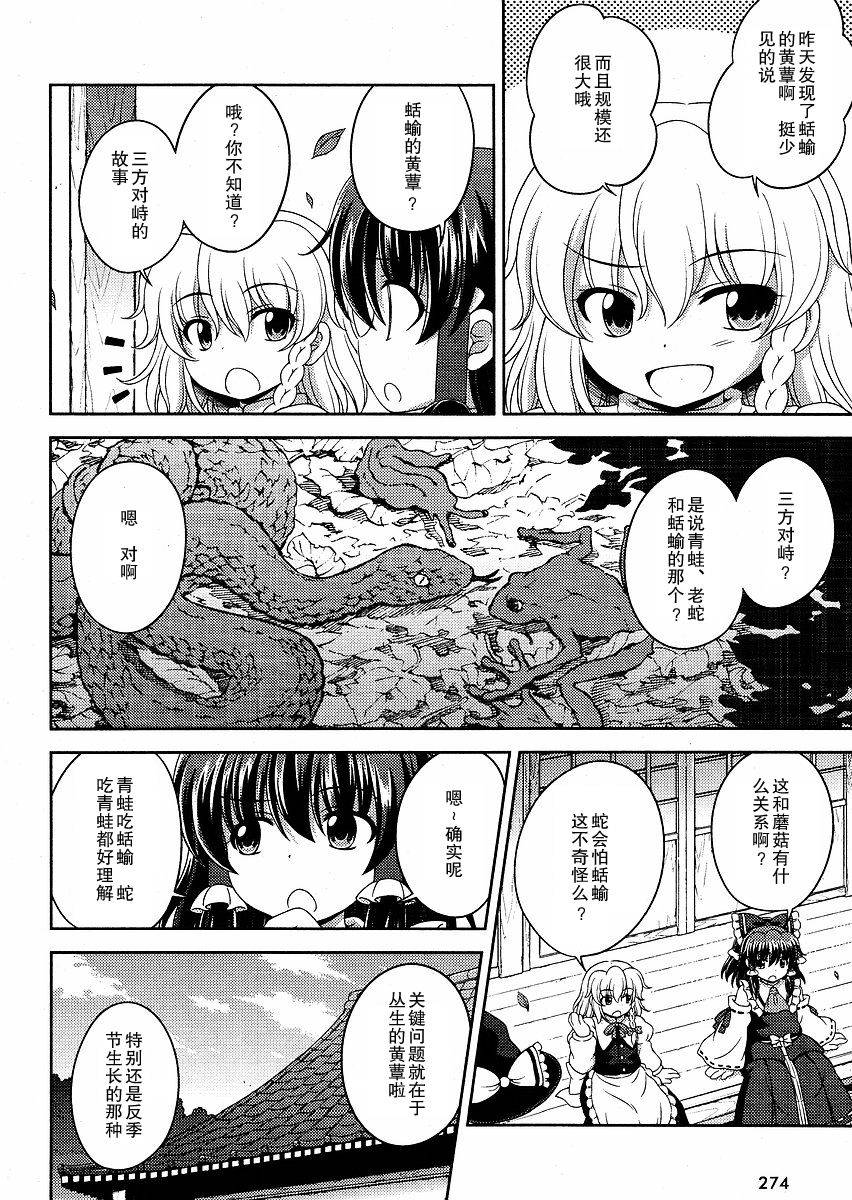 昨天发现了蛞蝓
的黄蕈啊　挺少
见的说
而且规模还
很大哦
蛞蝓的黄蕈？
哦？你不知道？
三方对峙的
故事
三方对峙？
是说青蛙、老蛇
和蛞蝓的那个？
嗯　对啊
这和蘑菇有什
么关系啊？
蛇会怕蛞蝓
这不奇怪么？
嗯~确实呢
青蛙吃蛞蝓　蛇
吃青蛙都好理解
关键问题就在于
丛生的黄蕈啦
特别还是反季
节生长的那种
274